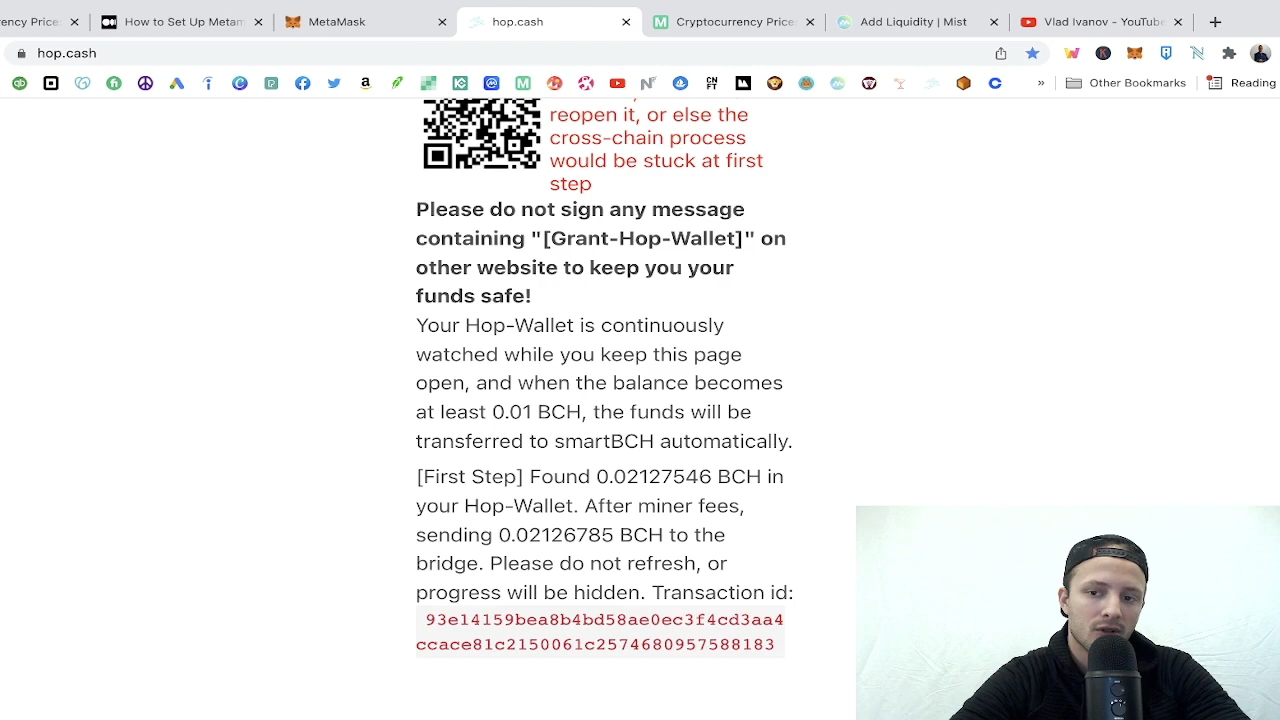 rency Price:
How to Set Up Metam
MetaMask
hop.cash
Cryptocurrency Price
Add Liquidity | Mist
Vlad Ivanov - YouTube
hop.cash
CN
FT
Other Bookmarks
Reading
reopen it, or else the
cross-chain process
would be stuck at first
step
Please do not sign any message
containing "[Grant-Hop-Wallet]" on
other website to keep you your
funds safe!
Your Hop-Wallet is continuously
watched while you keep this page
open, and when the balance becomes
at least 0.01 BCH, the funds will be
transferred to smartBCH automatically.
[First Step] Found 0.02127546 BCH in
your Hop-Wallet. After miner fees,
sending 0.02126785 BCH to the
bridge. Please do not refresh, or
progress will be hidden. Transaction id:
93e14159bea8b4bd58ae0ec3f4cd3aa4
ccace81c2150061c2574680957588183